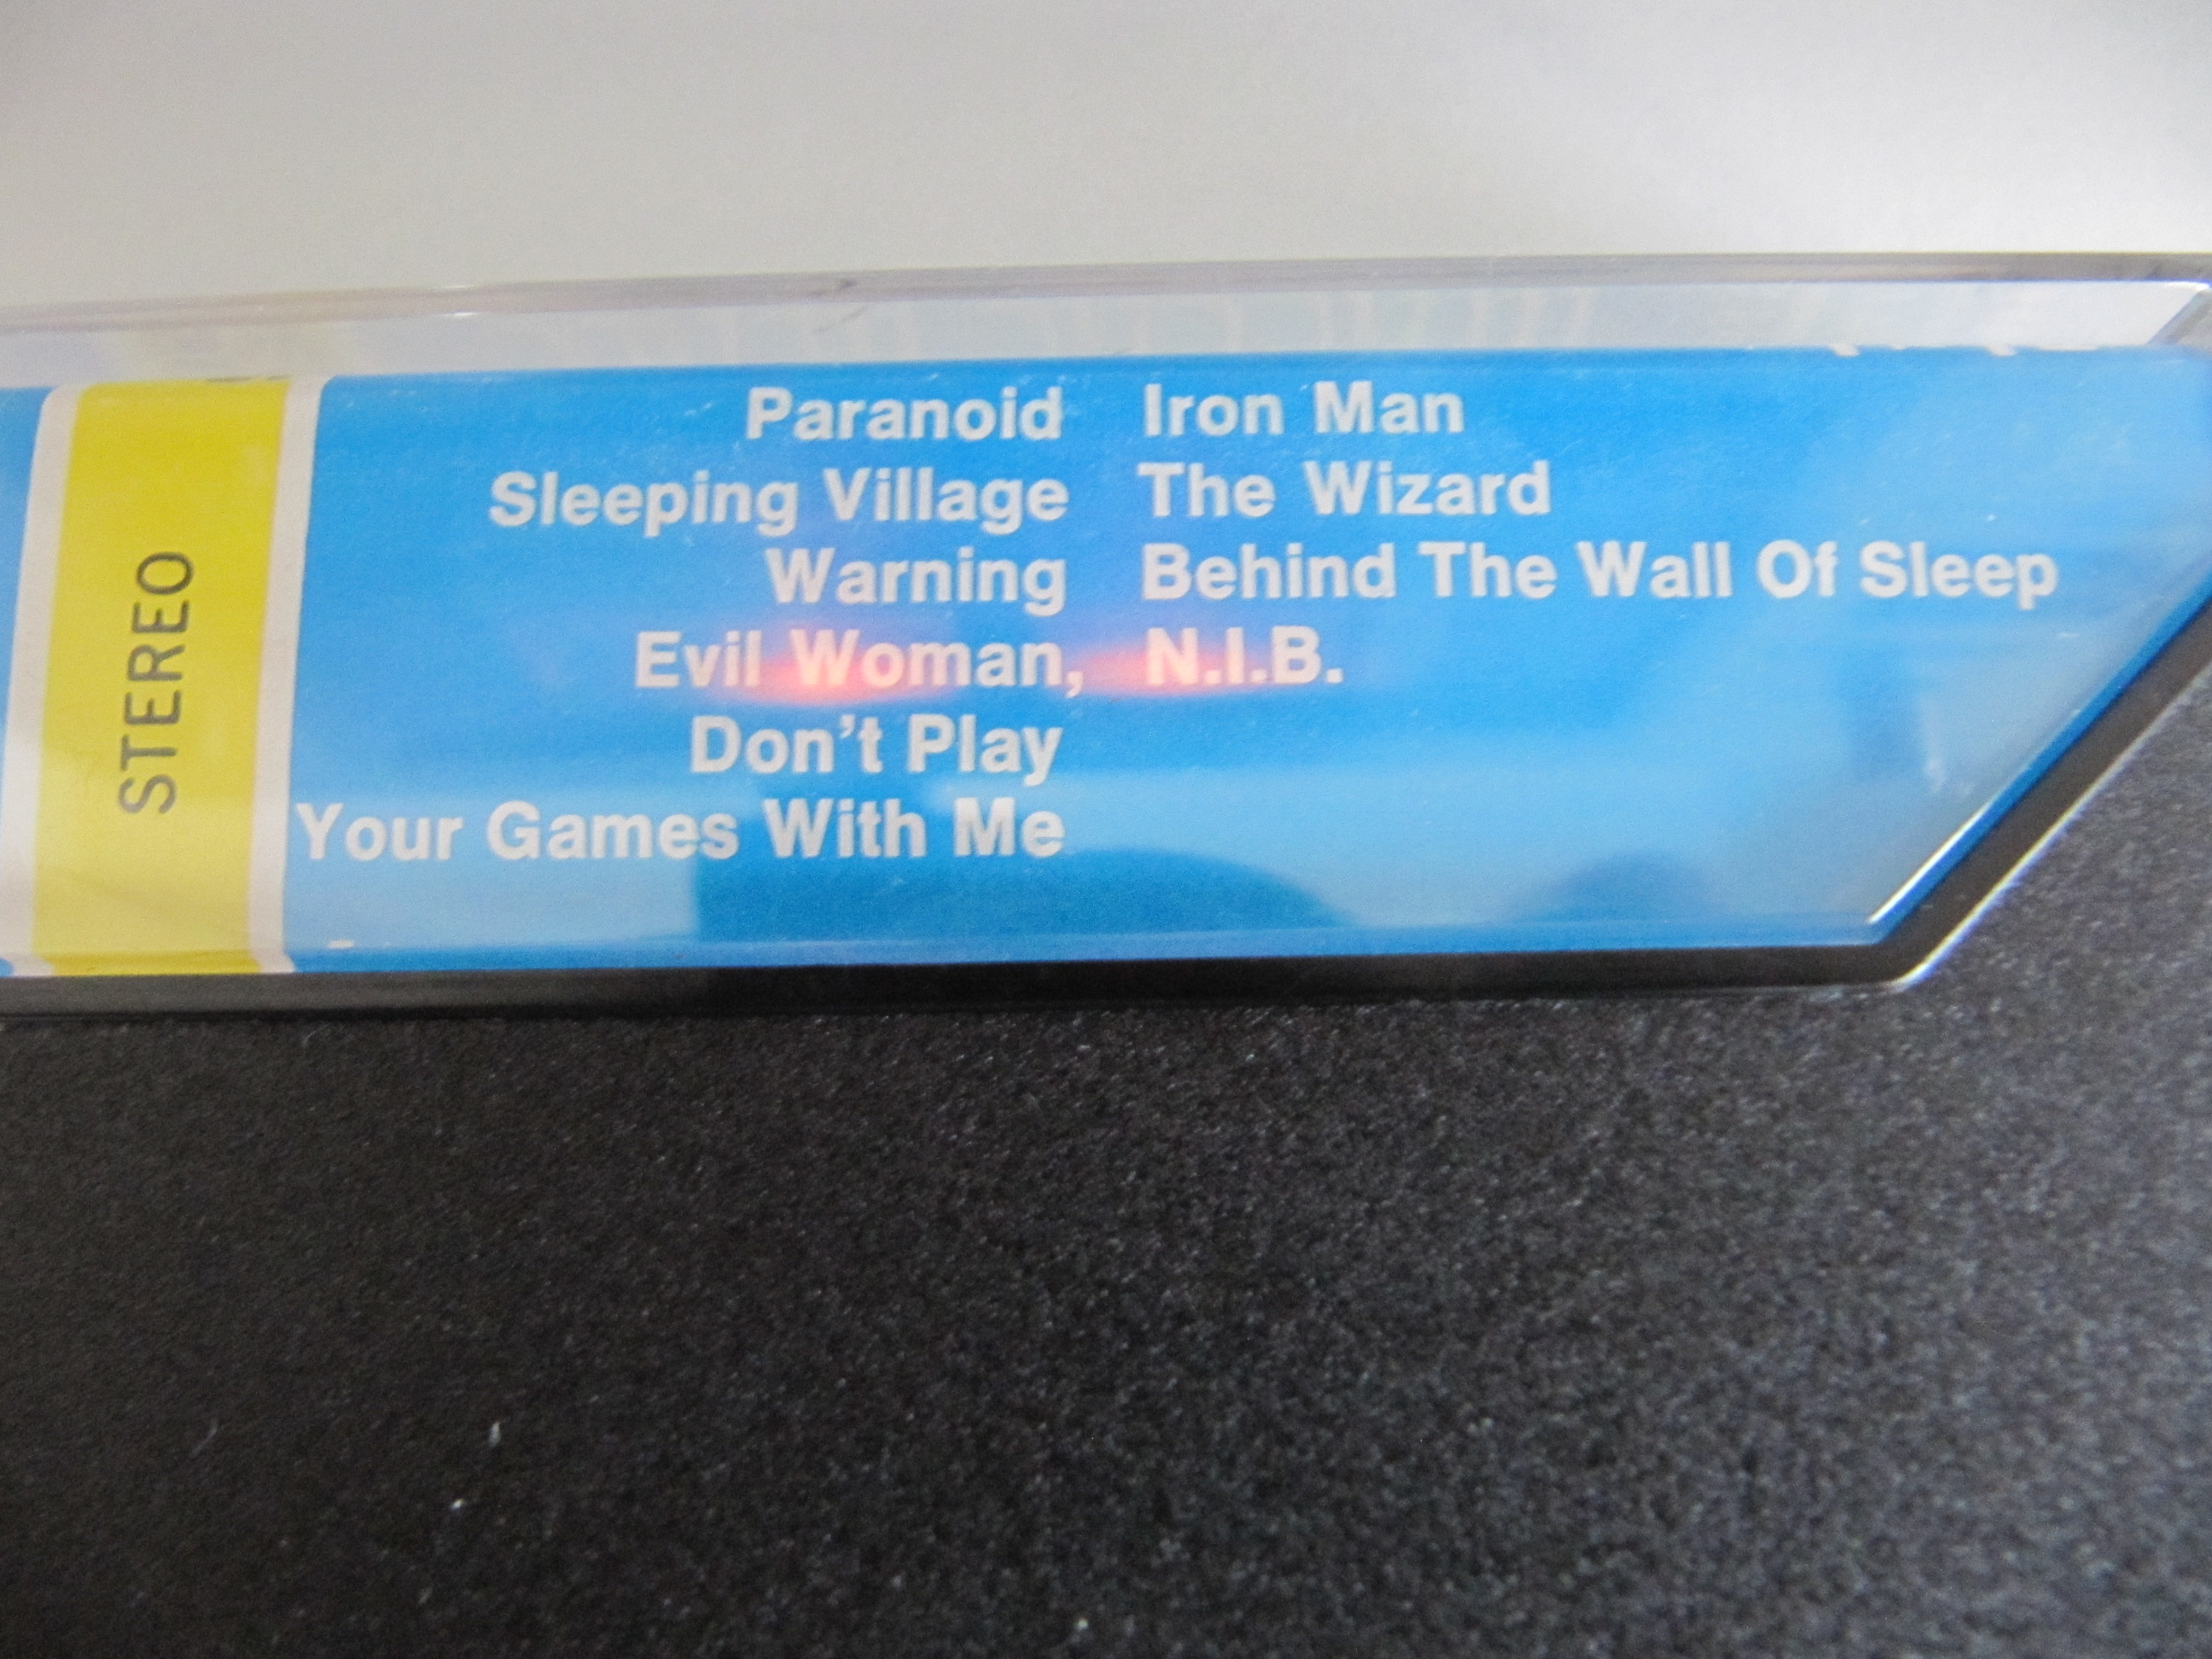 STEREO
Paranoid
Sleeping Village
Warning
Evil Woman,
Don't Play
Your Games With Me
Iron Man
The Wizard
Behind The Wall Of Sleep
N.I.B.